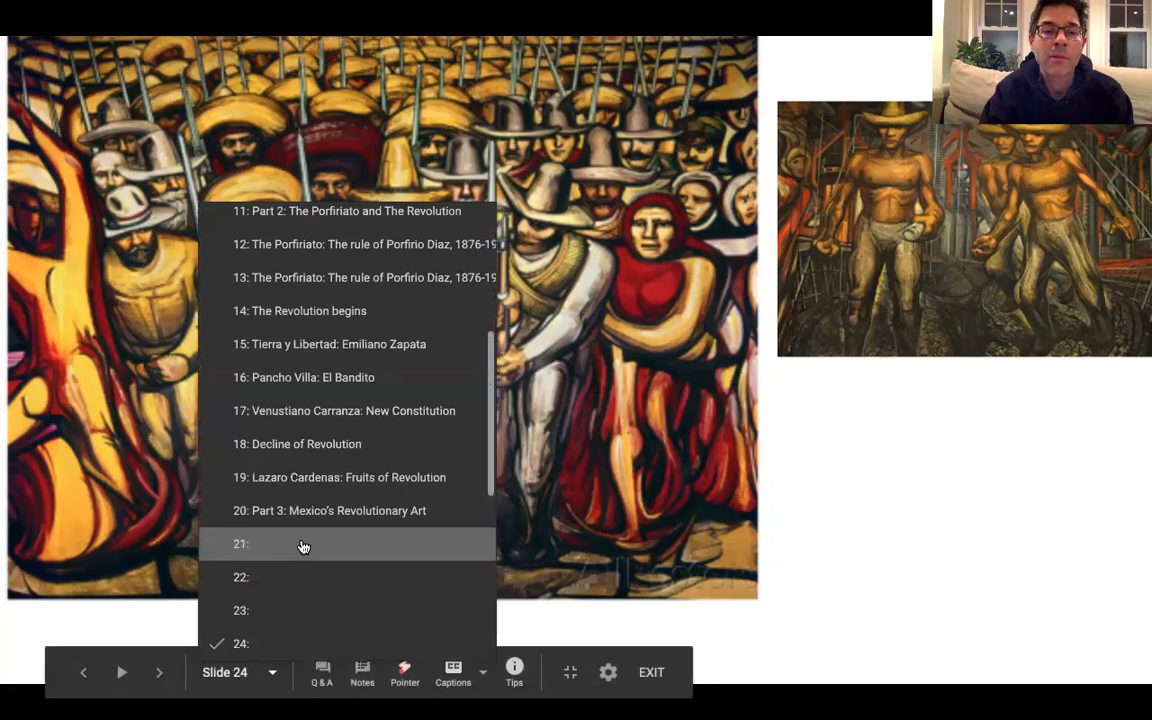 11: Part 2: The Porfiriato and The Revolution
12: The Porfiriato: The rule of Porfirio Diaz, 1876-19
13: The Porfiriato: The rule of Porfirio Diaz, 1876-19
14: The Revolution begins
15: Tierra y Libertad: Emiliano Zapata
16: Pancho Villa: El Bandito
17: Venustiano Carranza: New Constitution
18: Decline of Revolution
19: Lazaro Cardenas: Fruits of Revolution
20: Part 3: Mexico's Revolutionary Art
21:
22:
23:
24:
Slide 24
Q & A
Notes
Pointer
CC
Captions
Tips
EXIT